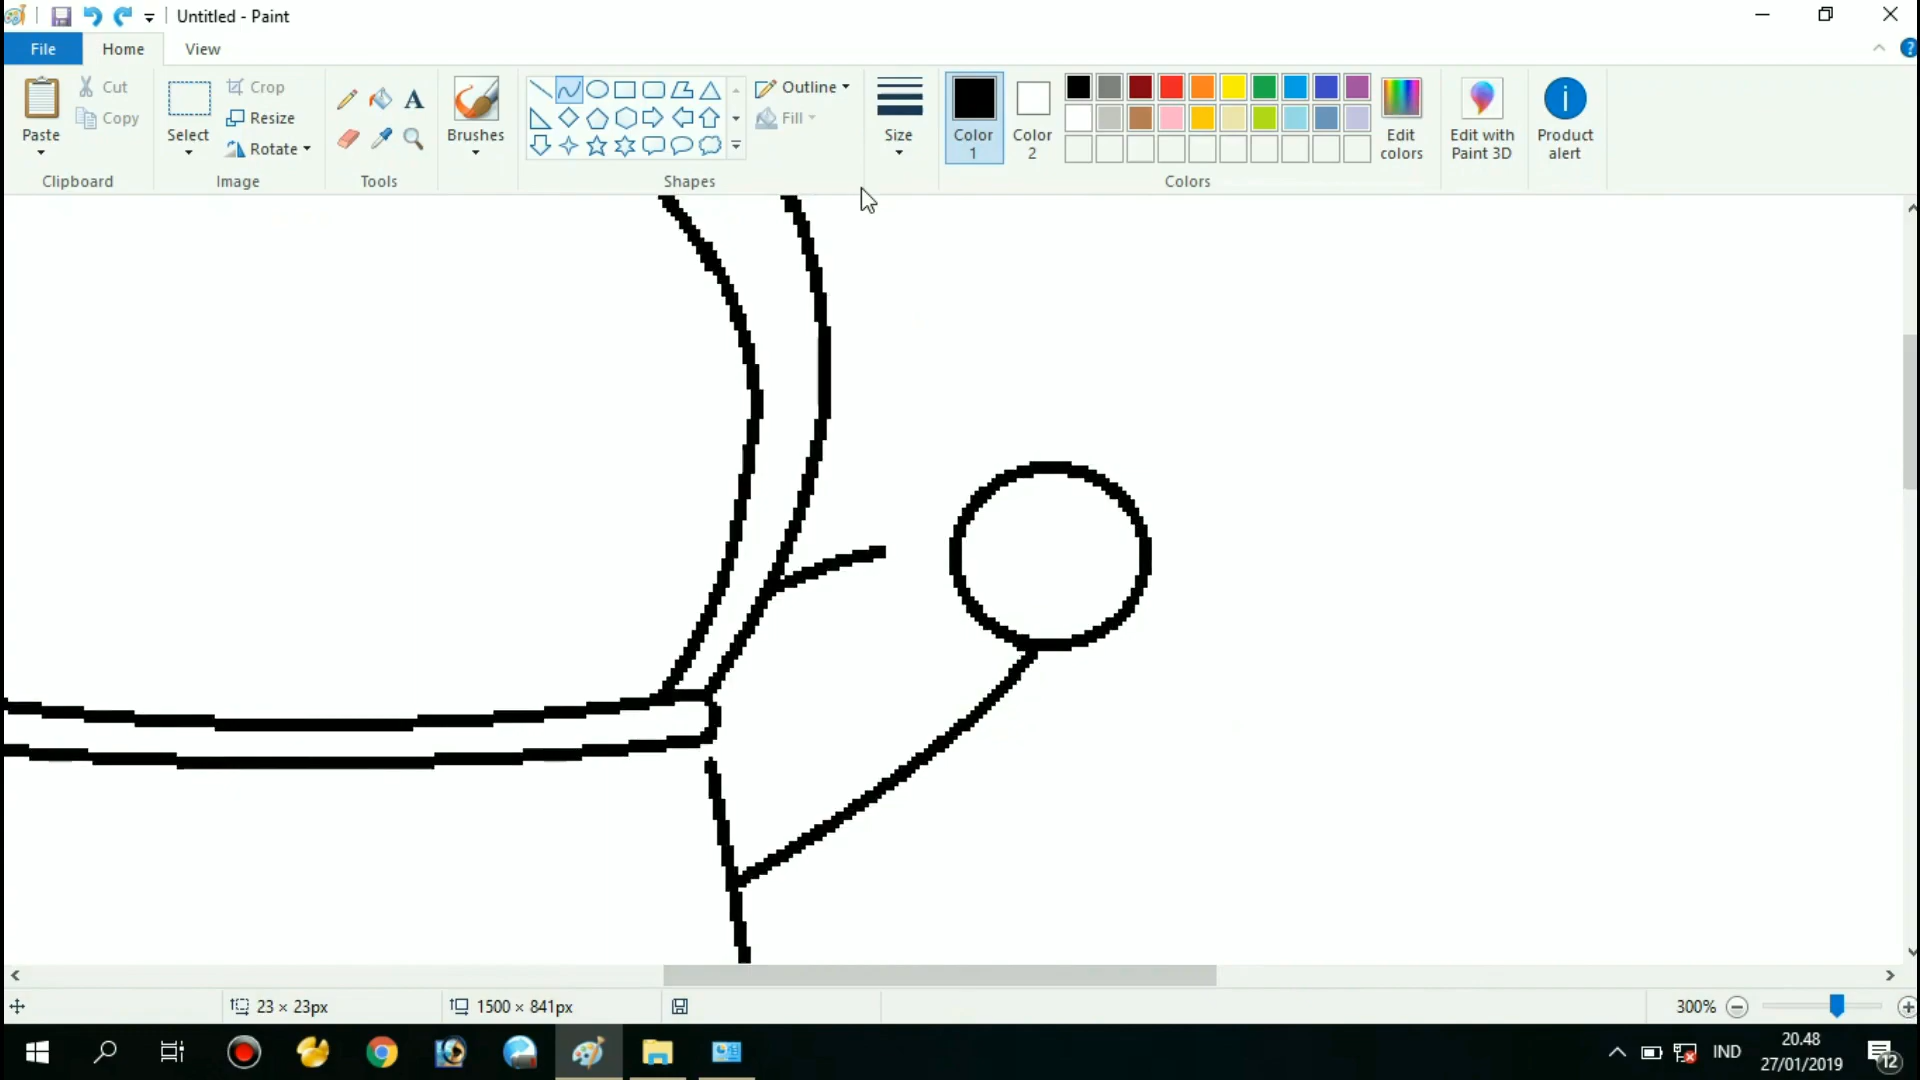 Untitled - Paint
File Home View
Paste
Cut
Copy
Clipboard
Select
Crop
Resize
Rotate
Image
A
Tools
Brushes
Outline
Fill
Shapes
Size
Color 1
Color 2
Edit colors
Colors
Edit with Paint 3D
Product alert
23 × 23px
1500 × 841px
300%
IND
20.48
27/01/2019
12